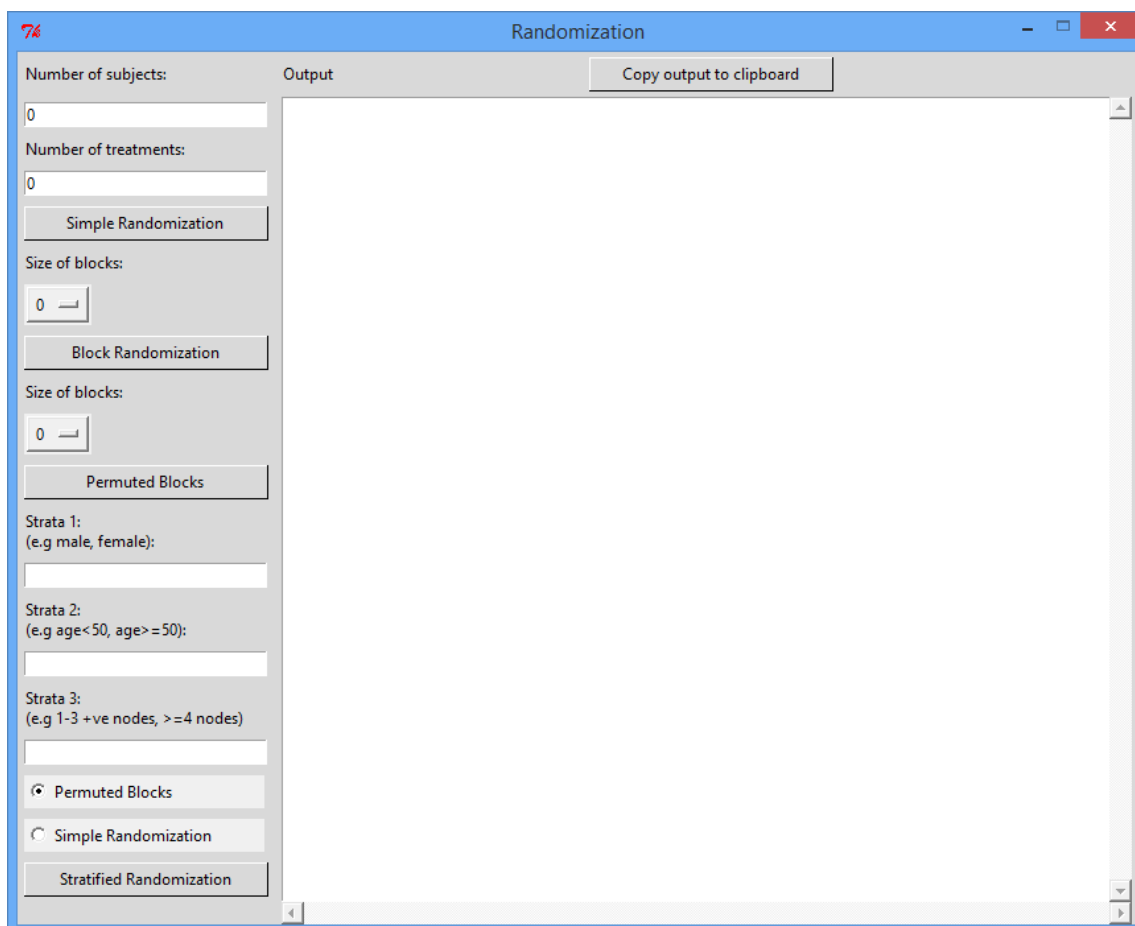 Randomization
Number of subjects:
0
Number of treatments:
0
Simple Randomization
Size of blocks:
0
Block Randomization
Size of blocks:
0
Permuted Blocks
Strata 1:
(e.g male, female):
Strata 2:
(e.g age<50, age>=50):
Strata 3:
(e.g 1-3 +ve nodes, >=4 nodes)
Permuted Blocks
Simple Randomization
Stratified Randomization
Output
Copy output to clipboard